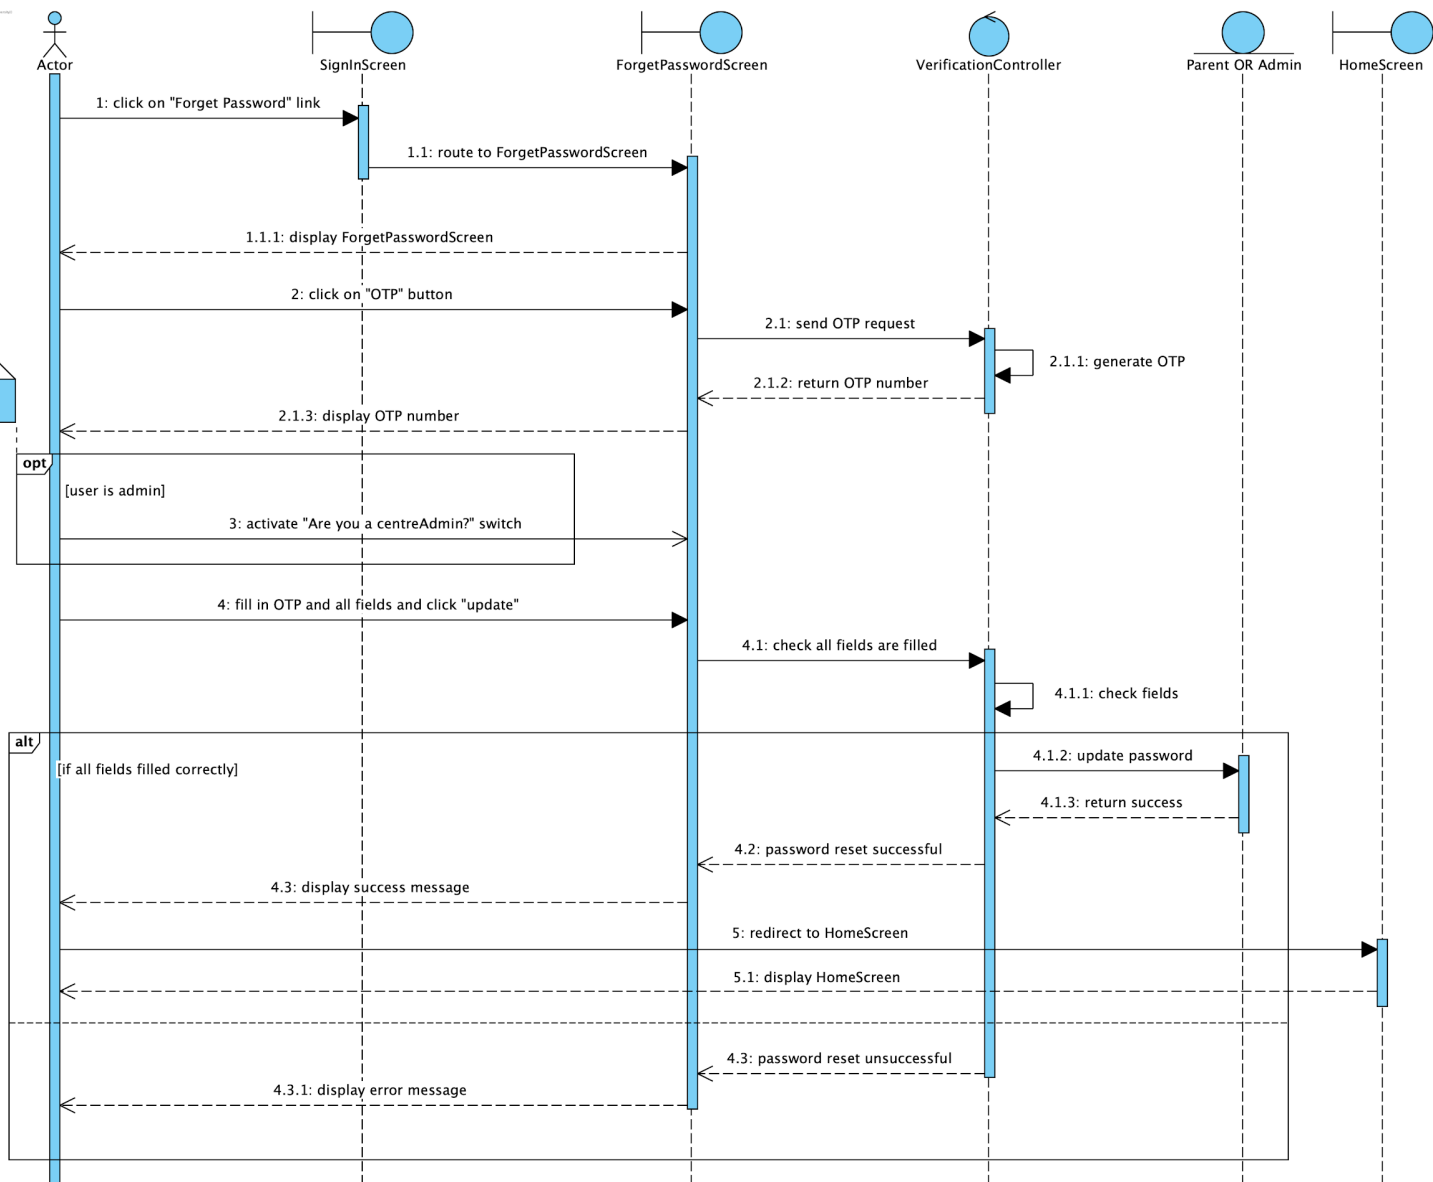 Actor
SignInScreen
ForgetPasswordScreen
VerificationController
Parent OR Admin
HomeScreen
1: click on "Forget Password" link
1.1: route to ForgetPasswordScreen
1.1.1: display ForgetPasswordScreen
2: click on "OTP" button
2.1: send OTP request
2.1.1: generate OTP
2.1.2: return OTP number
2.1.3: display OTP number
opt
[user is admin]
3: activate "Are you a centreAdmin?" switch
4: fill in OTP and all fields and click "update"
4.1: check all fields are filled
4.1.1: check fields
alt
[if all fields filled correctly]
4.1.2: update password
4.1.3: return success
4.2: password reset successful
4.3: display success message
5: redirect to HomeScreen
5.1: display HomeScreen
4.3: password reset unsuccessful
4.3.1: display error message